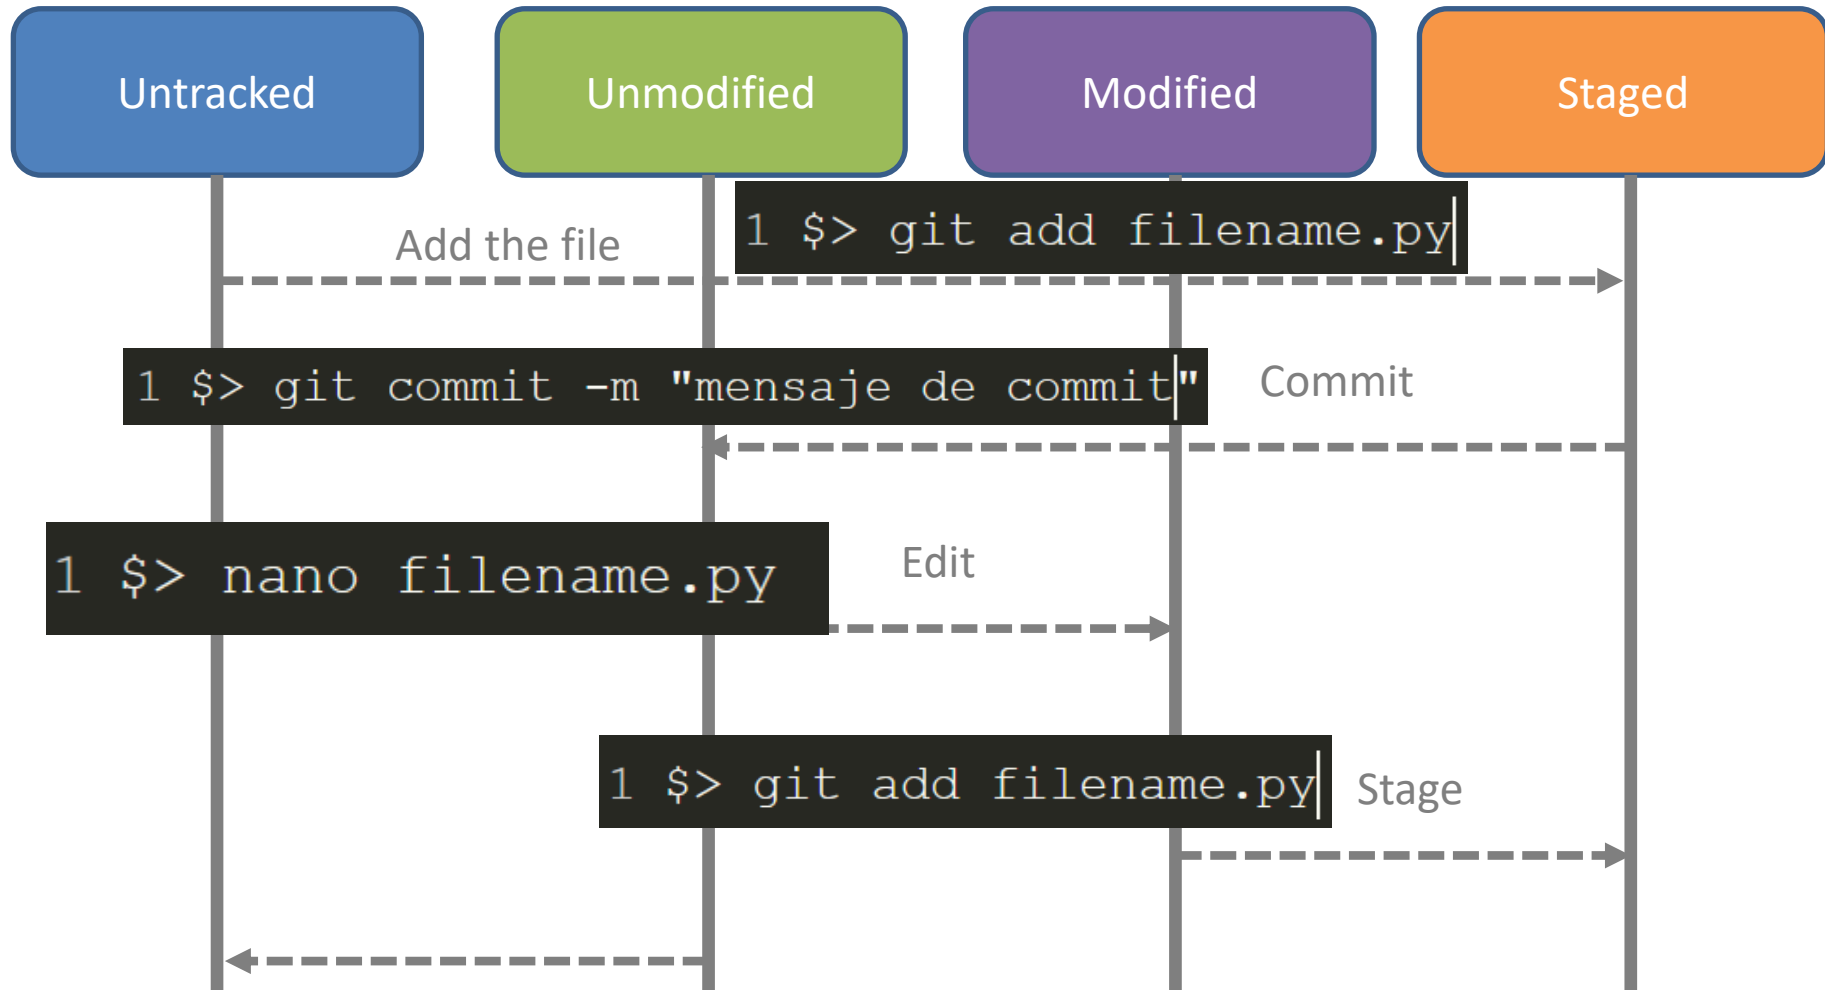 Untracked
Unmodified
Modified
Staged
Add the file
1 $> git add filename.py
1 $> git commit -m "mensaje de commit"
Commit
1 $> nano filename.py
Edit
1 $> git add filename.py
Stage